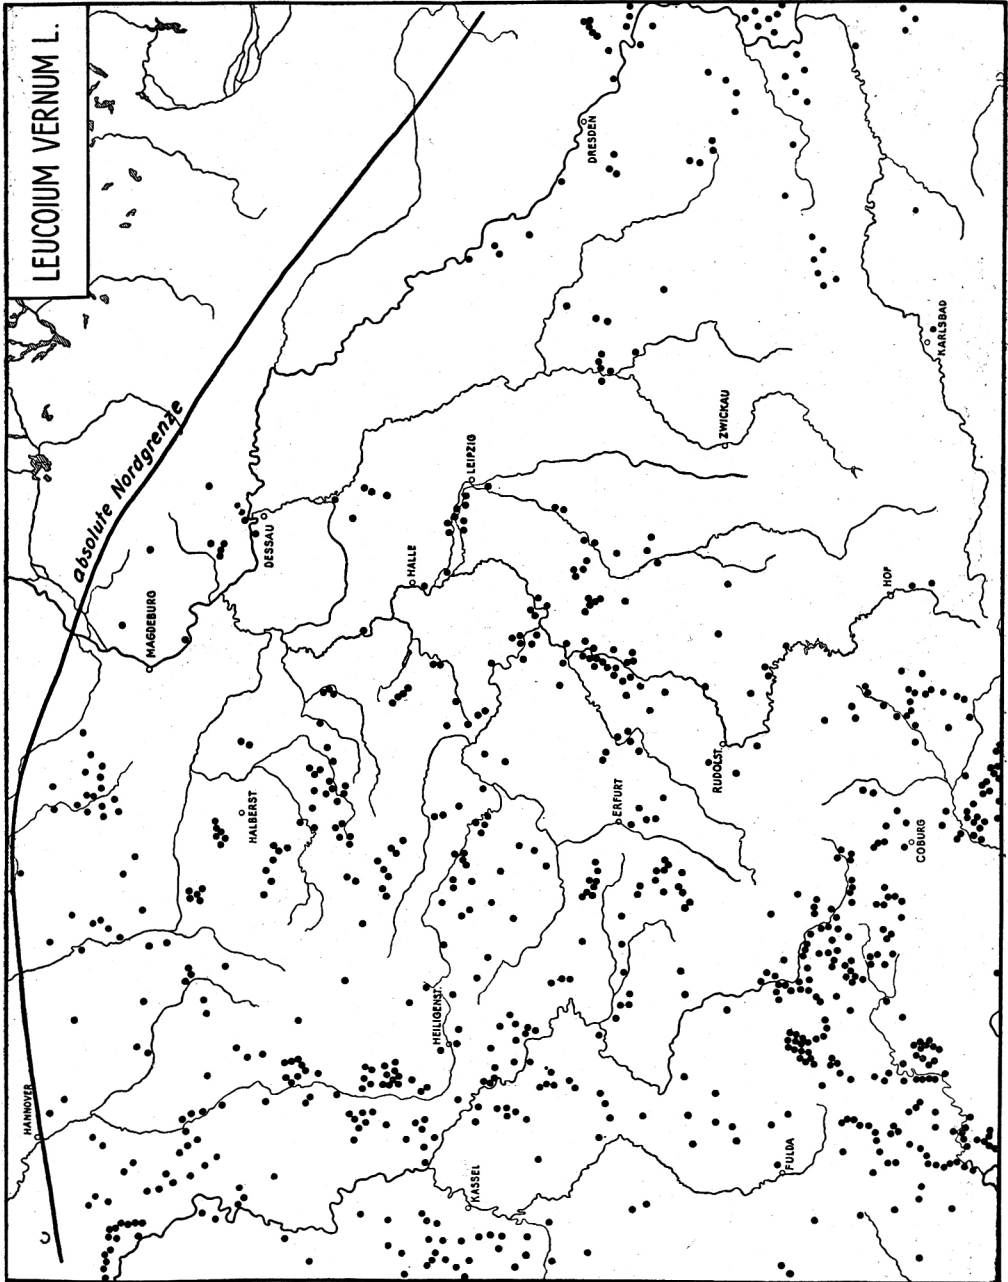 LEUCOIUM VERNUM L.
absolute Nordgrenze
HANNOVER
MAGDEBURG
HALBERST
DESSAU
DRESDEN
HALLE
LEIPZIG
HEILIGENST.
KASSEL
ERFURT
RUDOLST
ZWICKAU
FULDA
COBURG
HOF
KARLSBAD